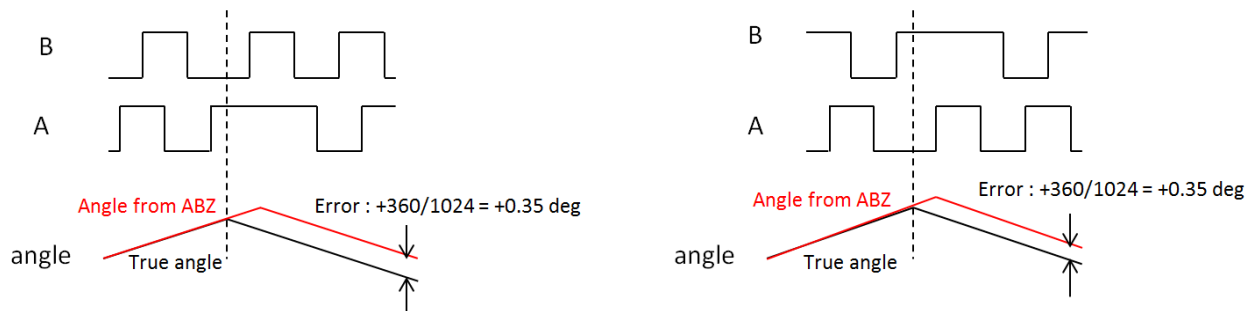 B
A
Angle from ABZ
Error : +360/1024 = +0.35 deg
angle
True angle
B
A
Angle from ABZ
Error : +360/1024 = +0.35 deg
angle
True angle